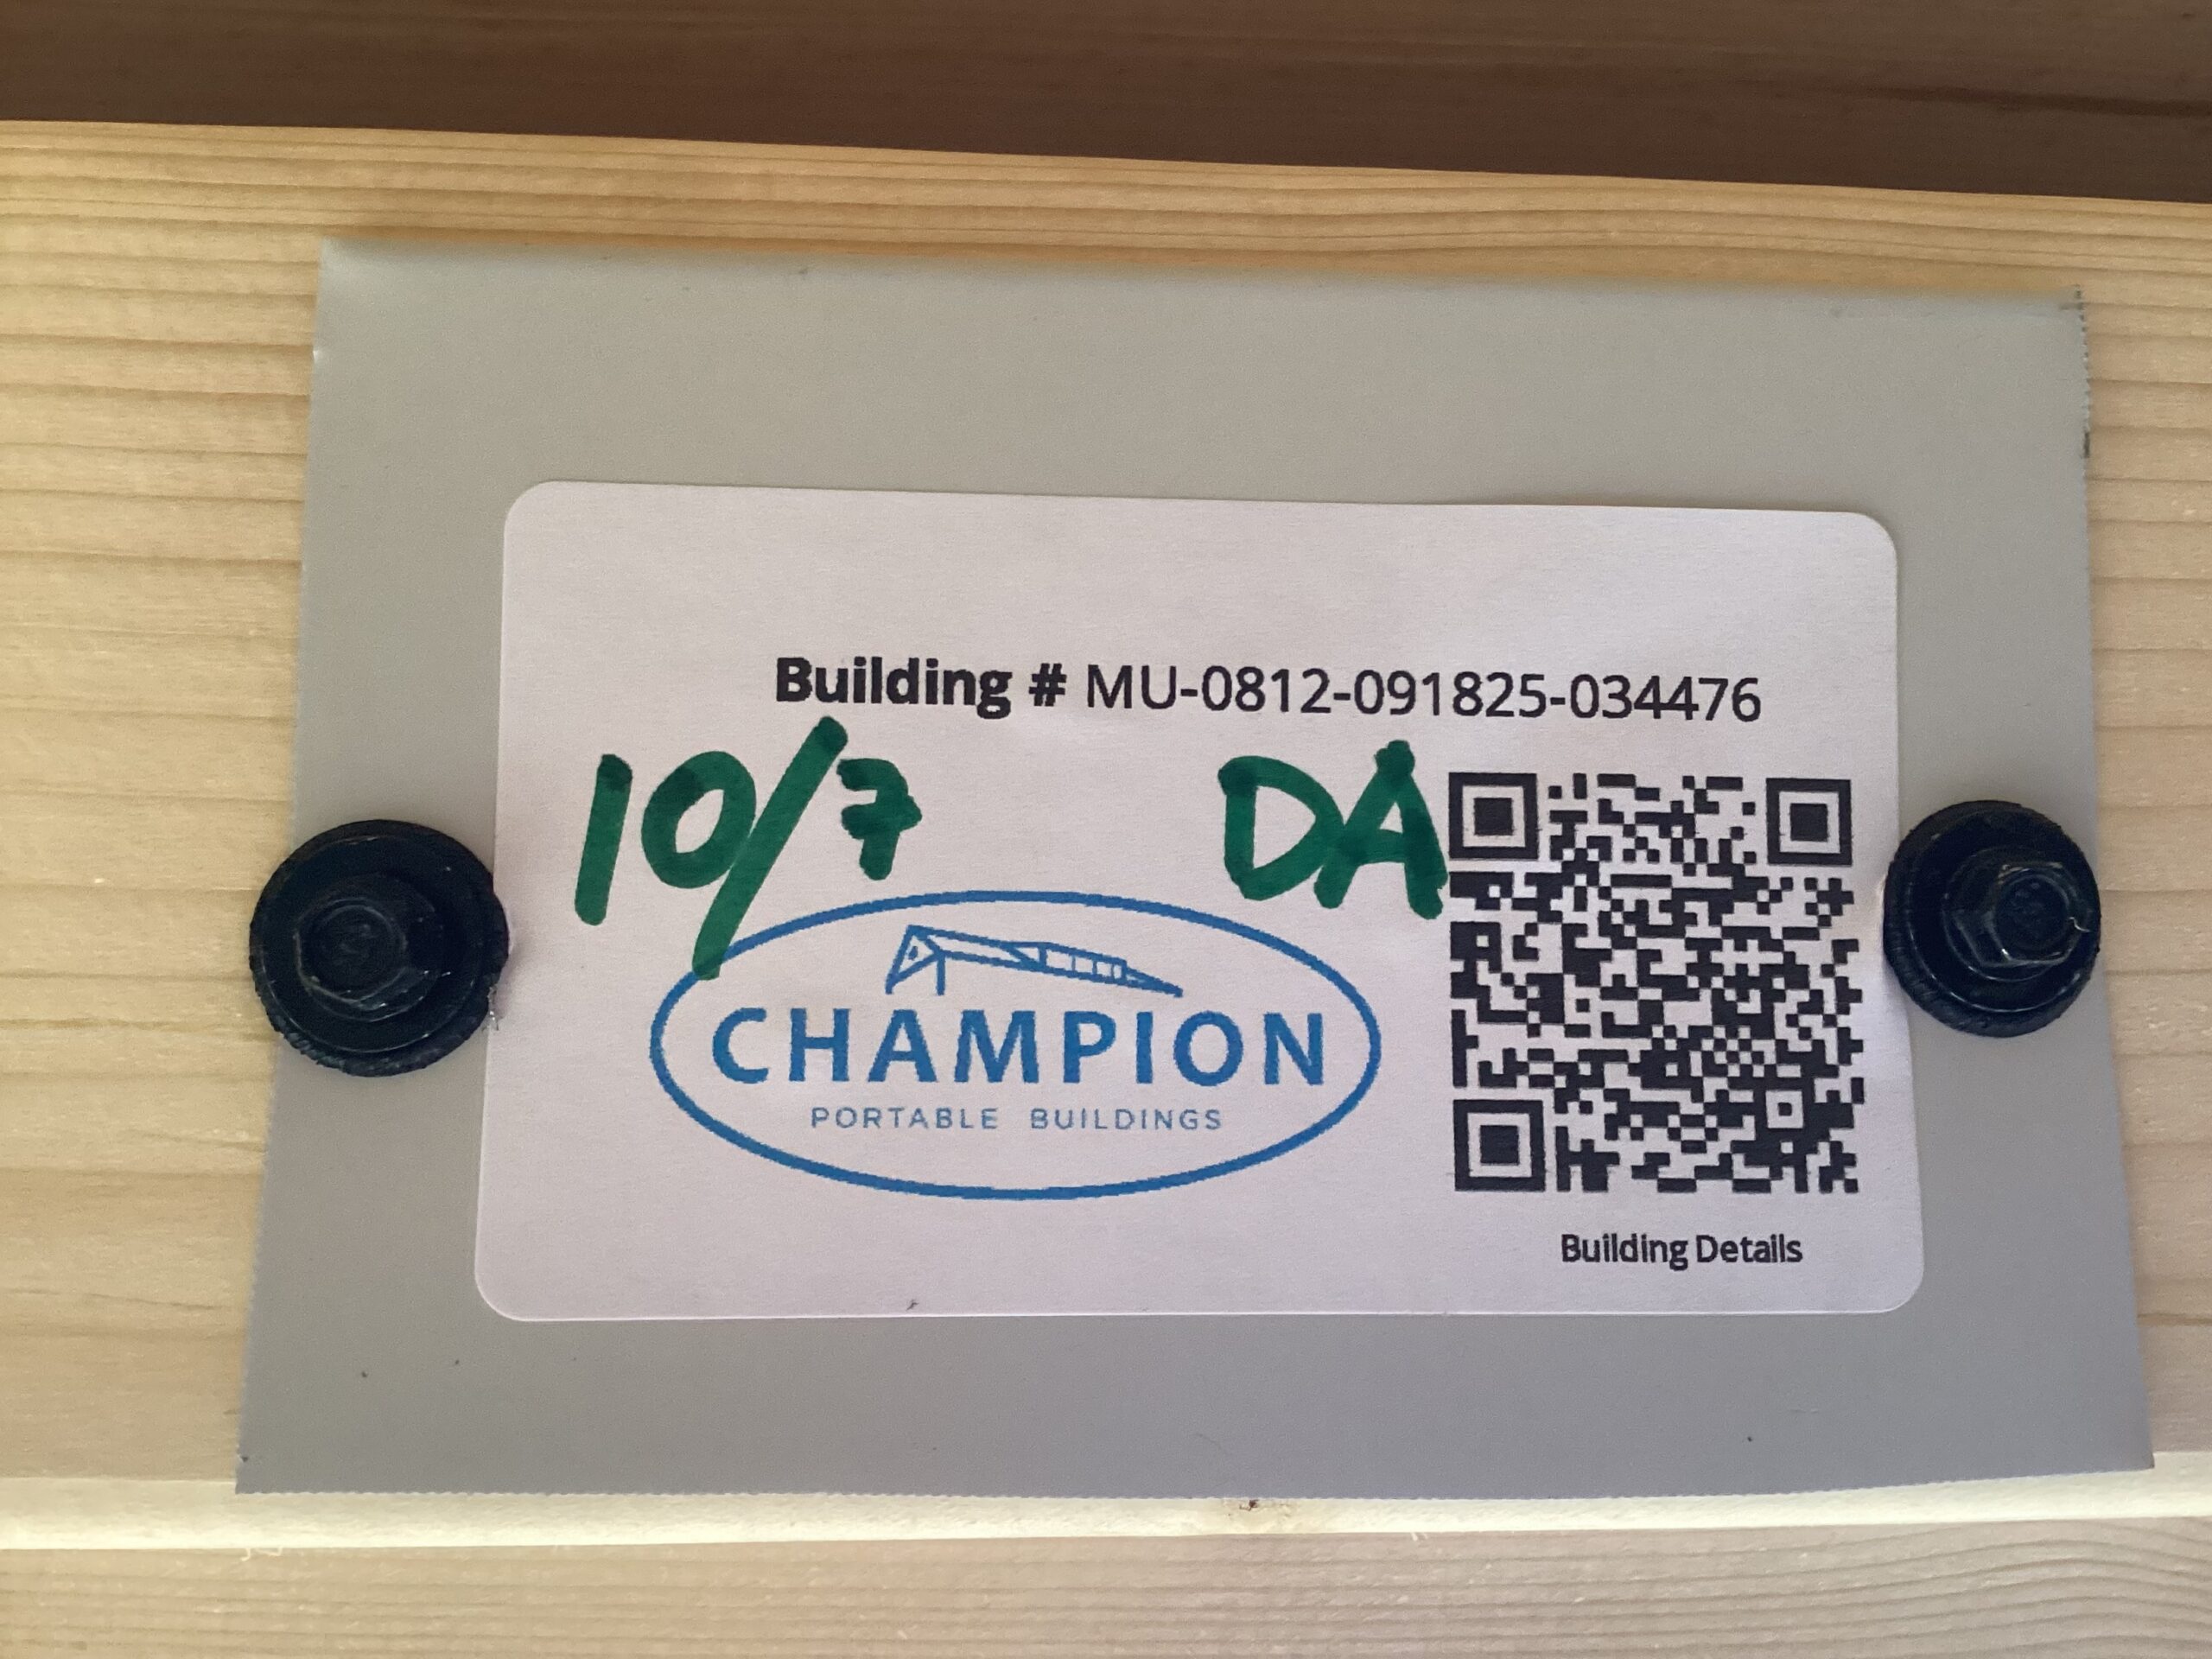 Building # MU-0812-091825-034476
10/7 DA
CHAMPION
PORTABLE BUILDINGS
Building Details